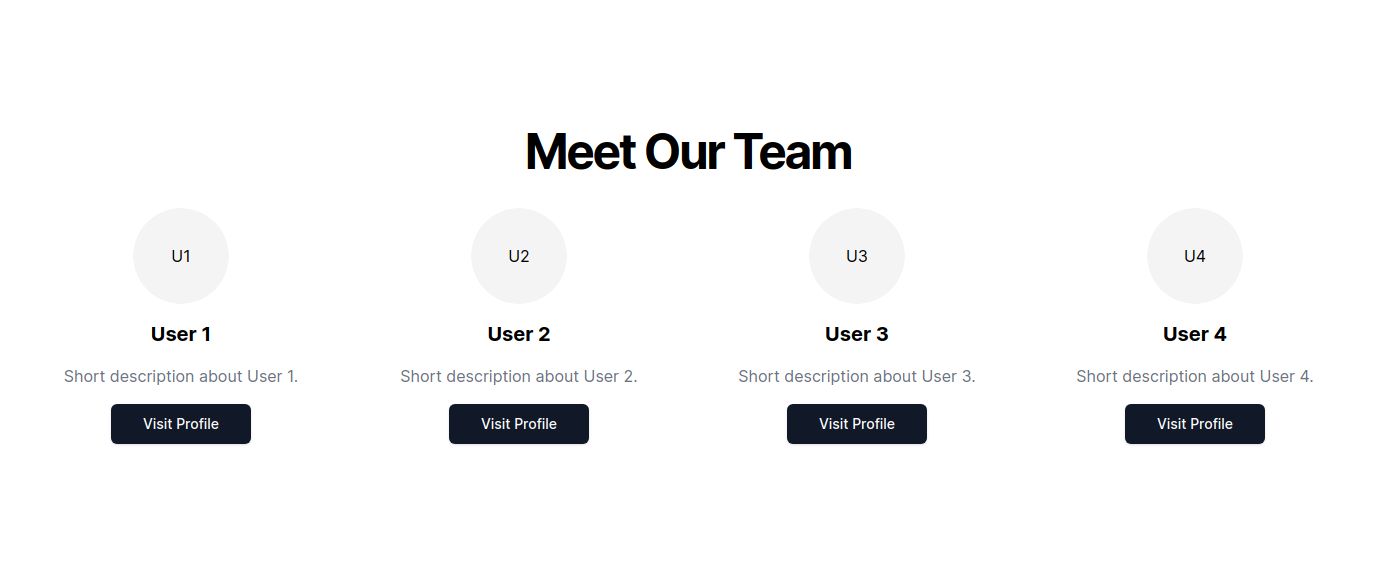 Meet Our Team
U1
U2
U3
U4
User 1
User 2
User 3
User 4
Short description about User 1.
Short description about User 2.
Short description about User 3.
Short description about User 4.
Visit Profile
Visit Profile
Visit Profile
Visit Profile